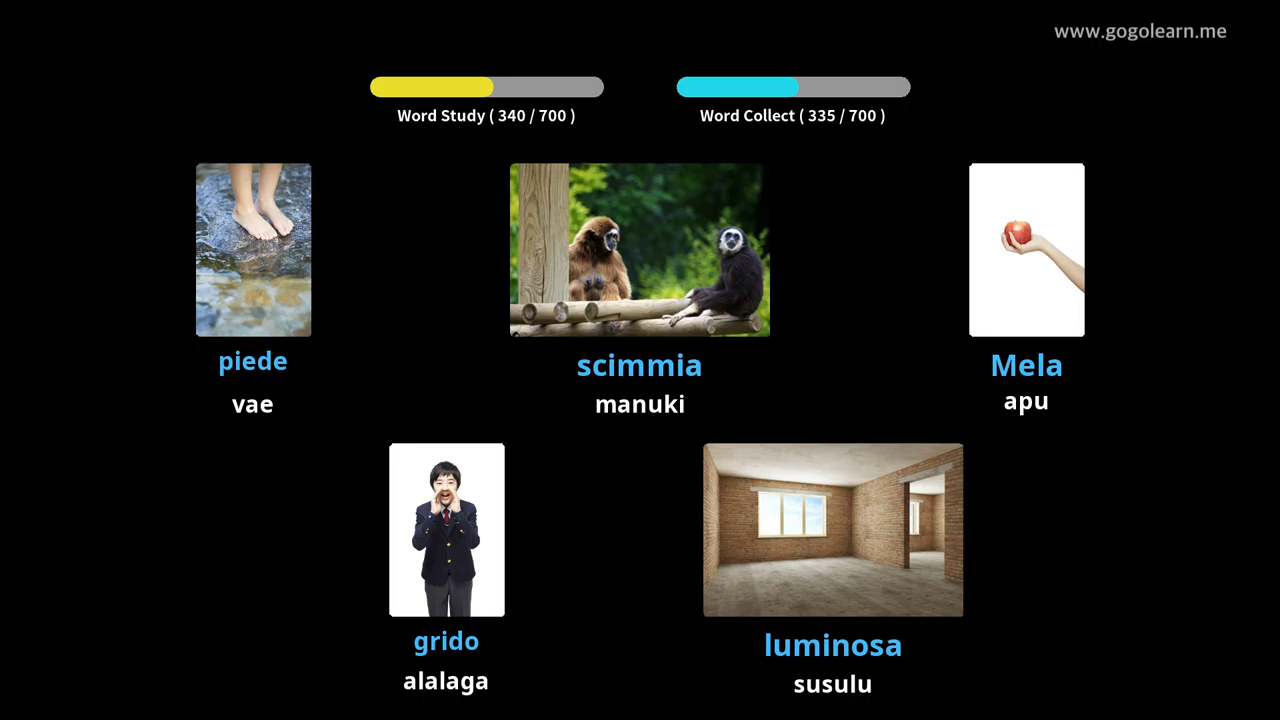 www.gogolearn.me
Word Study ( 340 / 700 )
Word Collect ( 335 / 700 )
piede
vae
scimmia
manuki
Mela
apu
grido
alalaga
luminosa
susulu